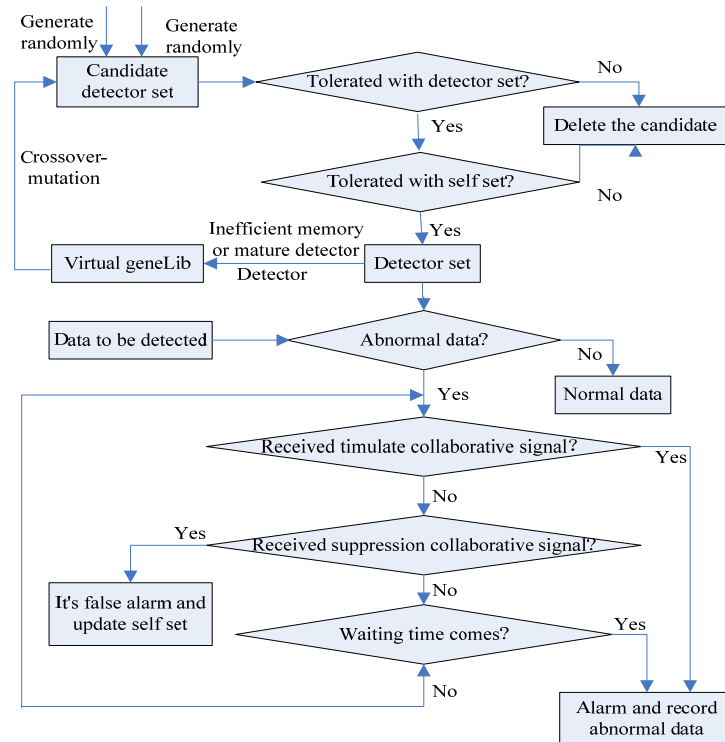 Generate
randomly
Generate
randomly
Candidate
detector set
Tolerated with detector set?
No
Delete the candidate
Yes
Crossover-
mutation
Tolerated with self set?
No
Yes
Inefficient memory
or mature detector
Detector
Virtual geneLib
Detector set
Data to be detected
Abnormal data?
No
Normal data
Yes
Received timulate collaborative signal?
Yes
No
Yes
Received suppression collaborative signal?
It's false alarm and
update self set
No
Waiting time comes?
Yes
No
Alarm and record
abnormal data